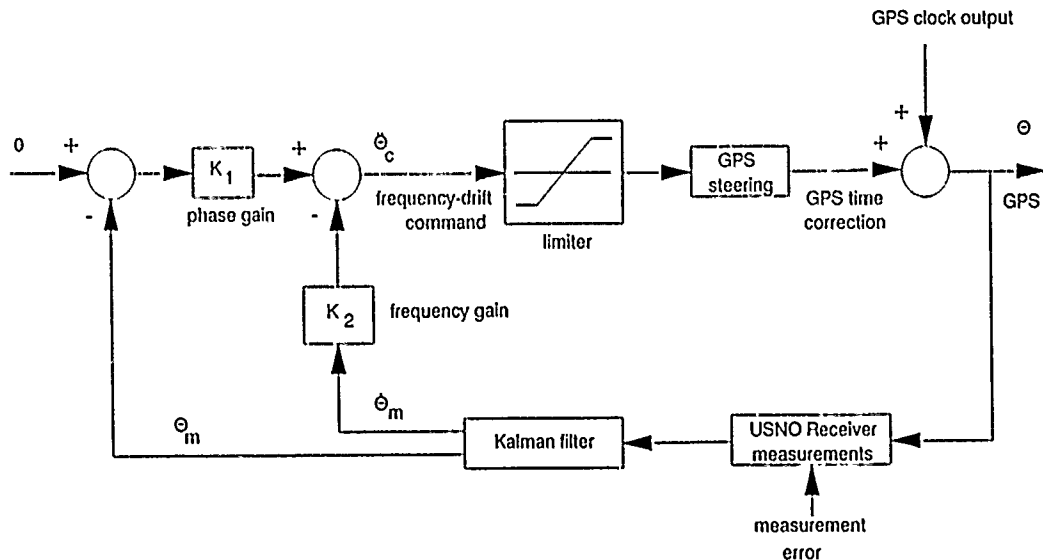 GPS clock output
0
+
-
K1
phase gain
+
-
Θ̈c
frequency-drift
command
limiter
GPS
steering
+
+
GPS time
correction
Θ
GPS
K2
frequency gain
Θm
Θ̇m
Kalman filter
USNO Receiver
measurements
measurement
error